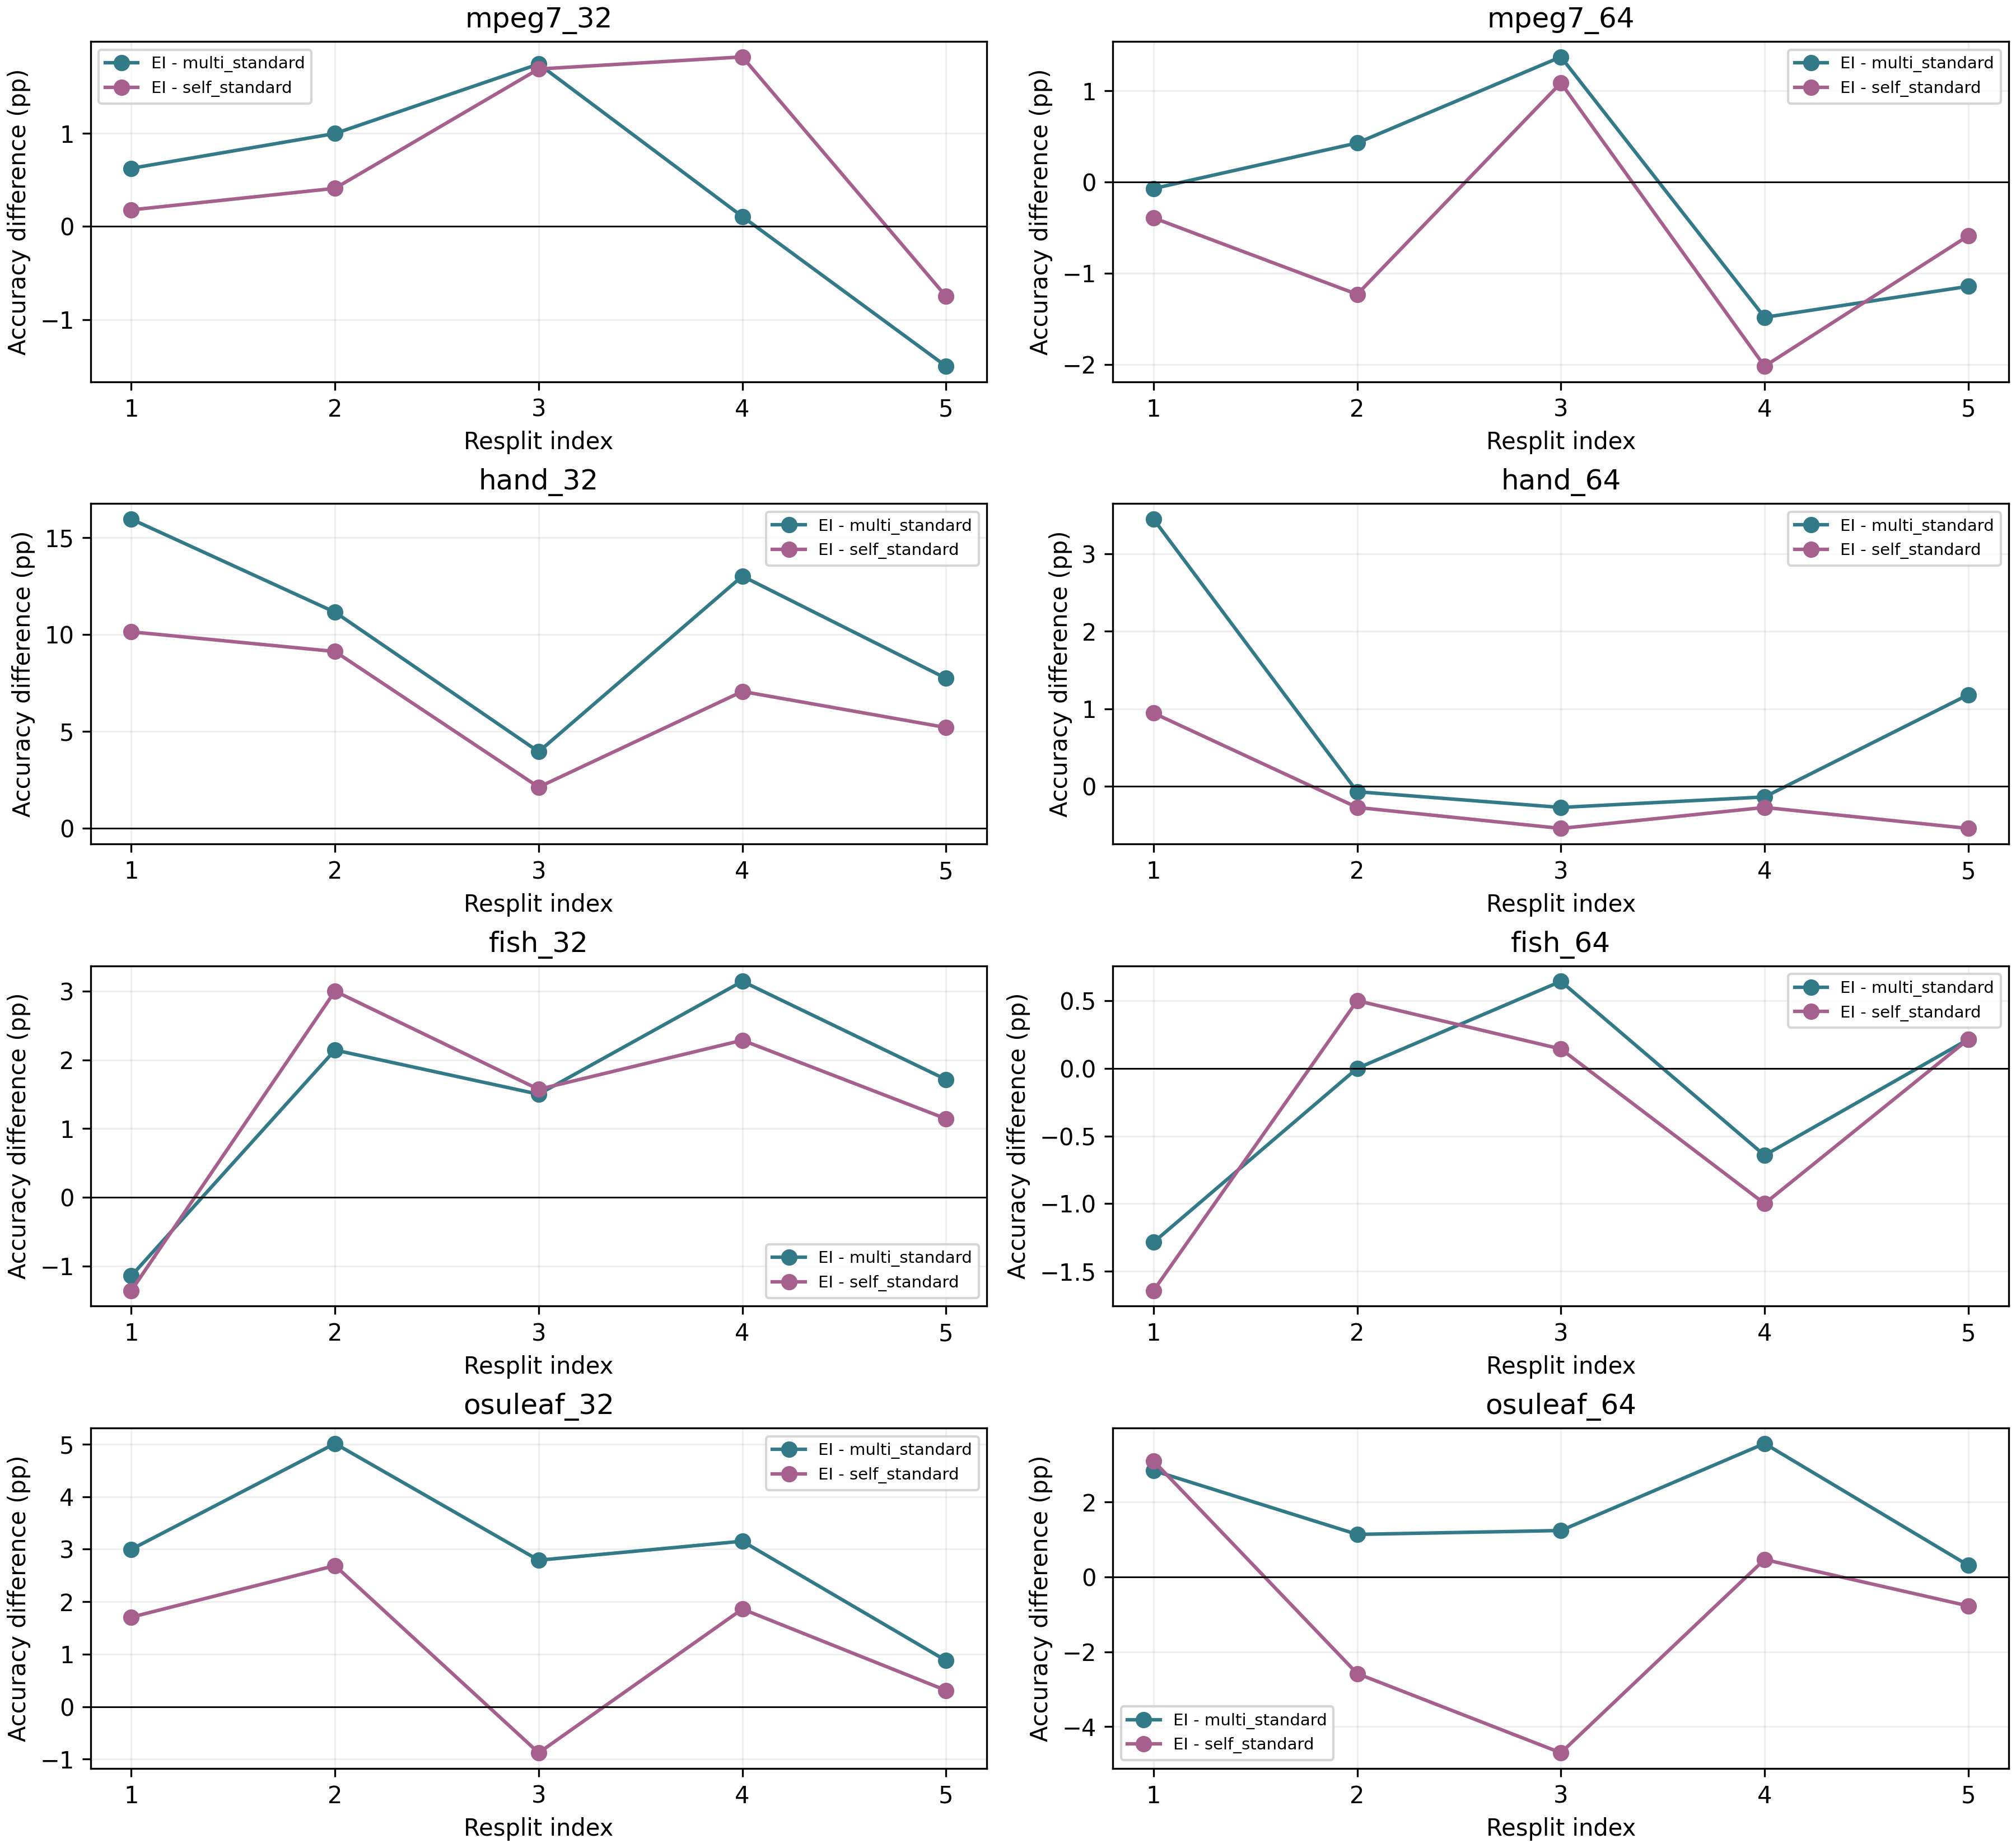 mpeg7_32
EI - multi_standard
EI - self_standard
Accuracy difference (pp)
1
0
−1
1 2 3 4 5
Resplit index
mpeg7_64
EI - multi_standard
EI - self_standard
Accuracy difference (pp)
1
0
−1
−2
1 2 3 4 5
Resplit index
hand_32
EI - multi_standard
EI - self_standard
Accuracy difference (pp)
15
10
5
0
1 2 3 4 5
Resplit index
hand_64
EI - multi_standard
EI - self_standard
Accuracy difference (pp)
3
2
1
0
1 2 3 4 5
Resplit index
fish_32
Accuracy difference (pp)
3
2
1
0
−1
EI - multi_standard
EI - self_standard
1 2 3 4 5
Resplit index
fish_64
EI - multi_standard
EI - self_standard
Accuracy difference (pp)
0.5
0.0
−0.5
−1.0
−1.5
1 2 3 4 5
Resplit index
osuleaf_32
EI - multi_standard
EI - self_standard
Accuracy difference (pp)
5
4
3
2
1
0
−1
1 2 3 4 5
Resplit index
osuleaf_64
Accuracy difference (pp)
2
0
−2
−4
EI - multi_standard
EI - self_standard
1 2 3 4 5
Resplit index